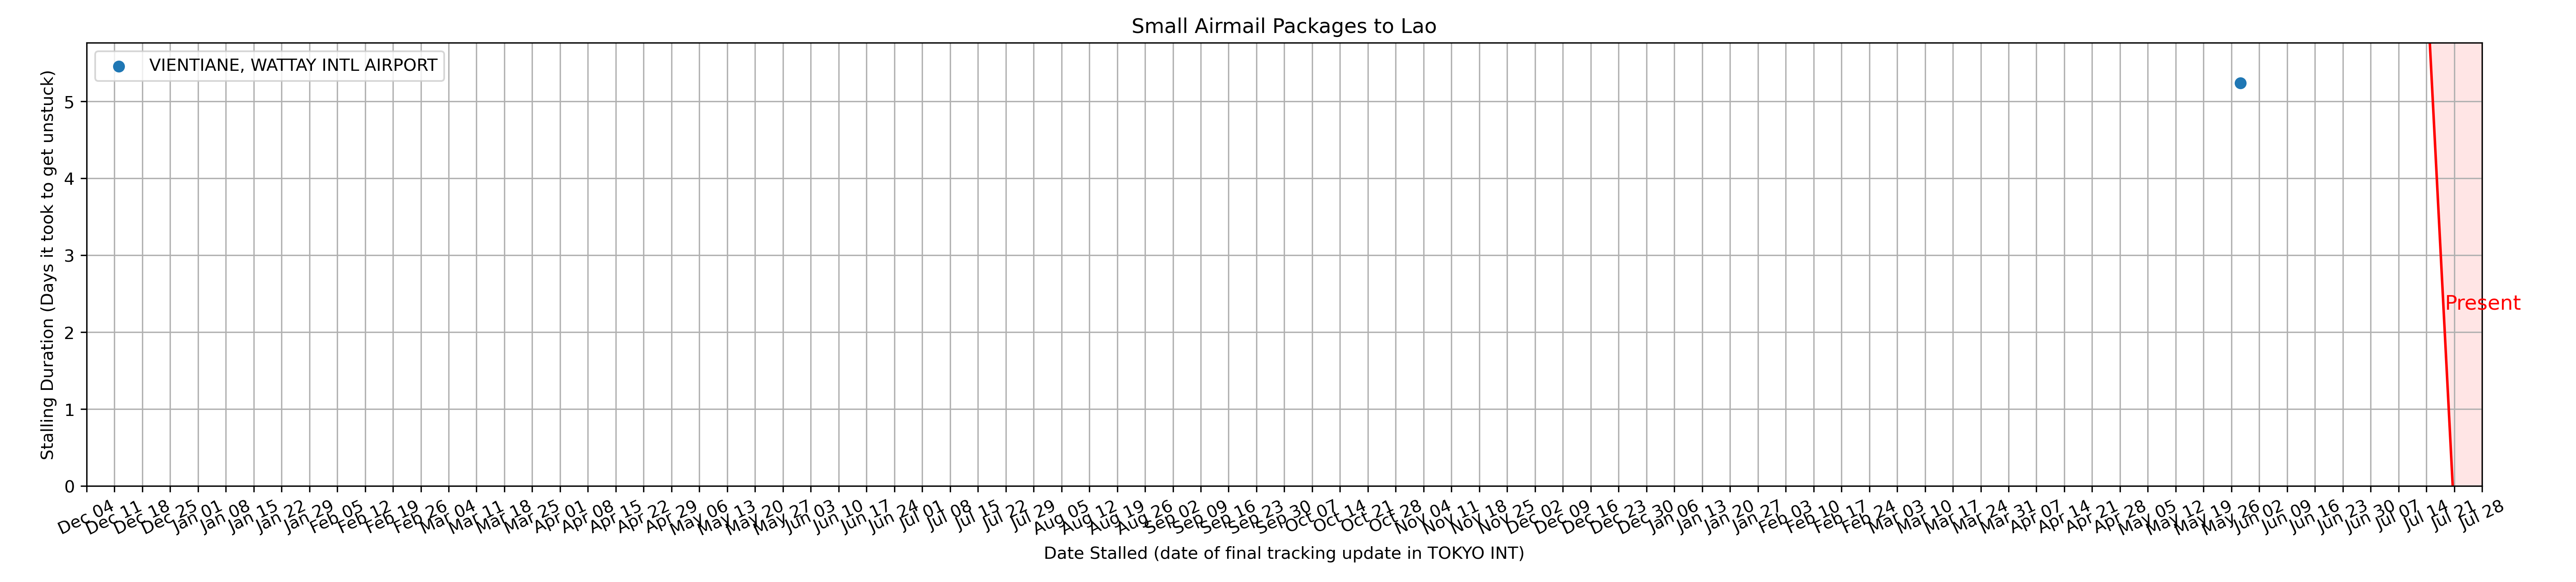 Small Airmail Packages to Lao
VIENTIANE, WATTAY INTL AIRPORT
Stalling Duration (Days it took to get unstuck)
5
4
3
2
1
0
Present
Dec 04 Dec 11 Dec 18 Dec 25 Jan 01 Jan 08 Jan 15 Jan 22 Jan 29 Feb 05 Feb 12 Feb 19 Feb 26 Mar 04 Mar 11 Mar 18 Mar 25 Apr 01 Apr 08 Apr 15 Apr 22 Apr 29 May 06 May 13 May 20 May 27 Jun 03 Jun 10 Jun 17 Jun 24 Jul 01 Jul 08 Jul 15 Jul 22 Jul 29 Aug 05 Aug 12 Aug 19 Aug 26 Sep 02 Sep 09 Sep 16 Sep 23 Sep 30 Oct 07 Oct 14 Oct 21 Oct 28 Nov 04 Nov 11 Nov 18 Nov 25 Dec 02 Dec 09 Dec 16 Dec 23 Dec 30 Jan 06 Jan 13 Jan 20 Jan 27 Feb 03 Feb 10 Feb 17 Feb 24 Mar 03 Mar 10 Mar 17 Mar 24 Mar 31 Apr 07 Apr 14 Apr 21 Apr 28 May 05 May 12 May 19 May 26 Jun 02 Jun 09 Jun 16 Jun 23 Jun 30 Jul 07 Jul 14 Jul 21 Jul 28
Date Stalled (date of final tracking update in TOKYO INT)